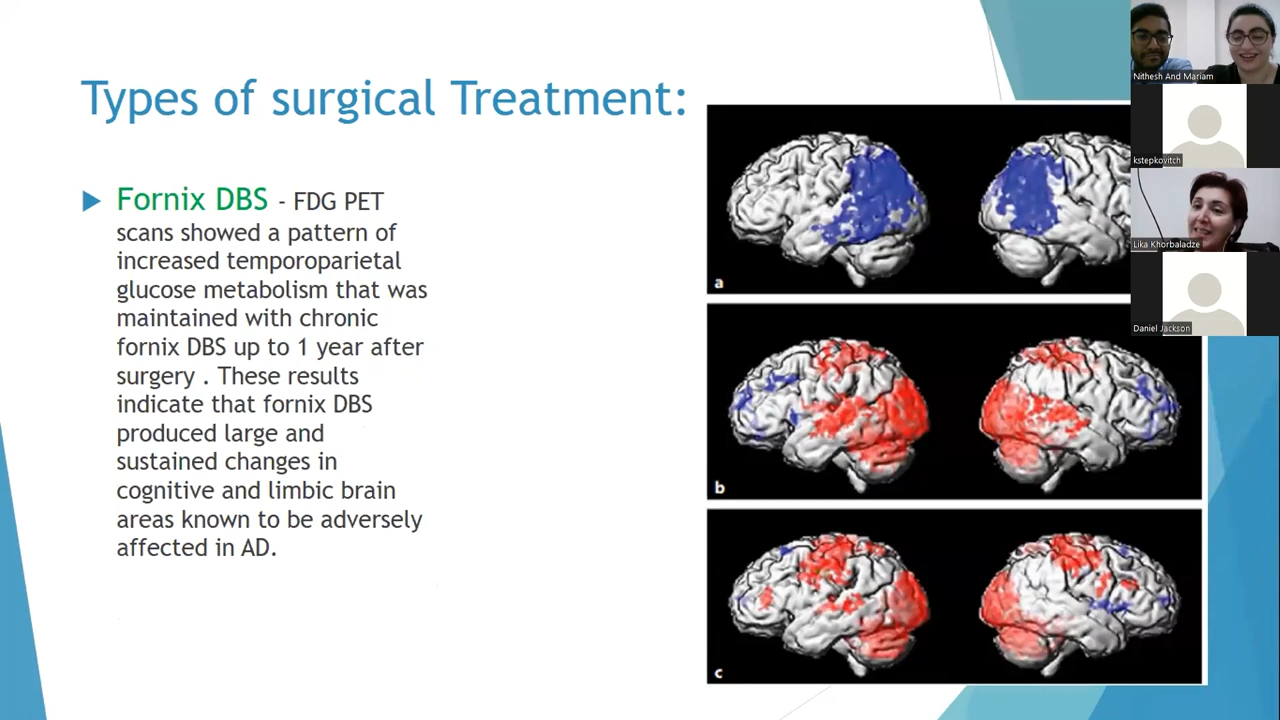 Types of surgical Treatment:
Fornix DBS - FDG PET
scans showed a pattern of
increased temporoparietal
glucose metabolism that was
maintained with chronic
fornix DBS up to 1 year after
surgery . These results
indicate that fornix DBS
produced large and
sustained changes in
cognitive and limbic brain
areas known to be adversely
affected in AD.
a
b
c
Nithesh And Mariam
kstepkovitch
Lika Khorbaladze
Daniel Jackson